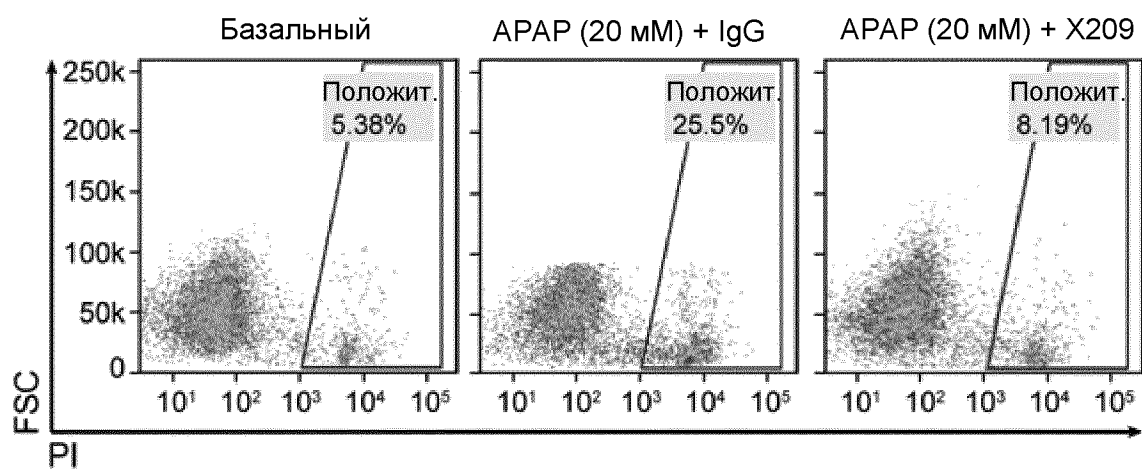 Базальный
APAP (20 мМ) + IgG
APAP (20 мМ) + X209
250k
200k
150k
100k
50k
0
Положит.
5.38%
Положит.
25.5%
Положит.
8.19%
10¹ 10² 10³ 10⁴ 10⁵
10¹ 10² 10³ 10⁴ 10⁵
10¹ 10² 10³ 10⁴ 10⁵
FSC
PI